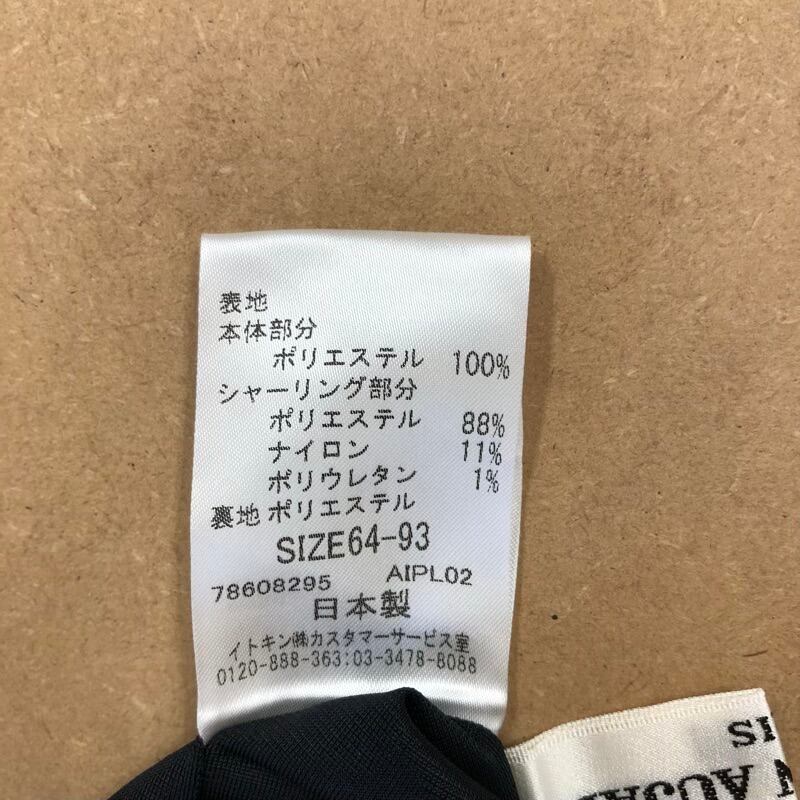 表地
本体部分
ポリエステル 100%
シャーリング部分
ポリエステル 88%
ナイロン 11%
ポリウレタン 1%
裏地 ポリエステル
SIZE64-93
78608295 AIPL02
日本製
イトキン㈱カスタマーサービス室
0120-888-363:03-3478-8088